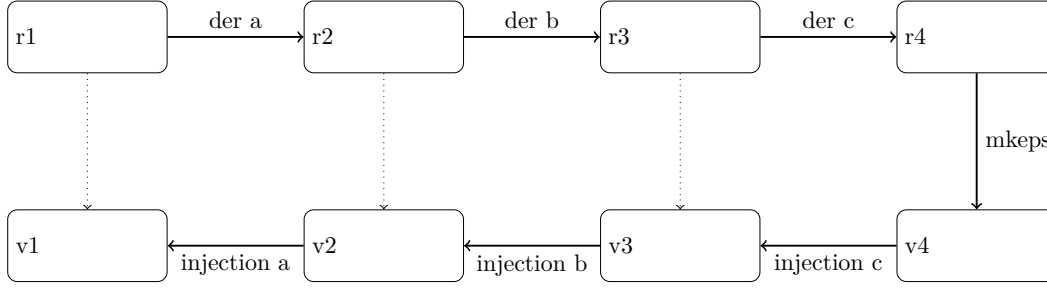 r1
der a
r2
der b
r3
der c
r4
mkeps
v1
injection a
v2
injection b
v3
injection c
v4